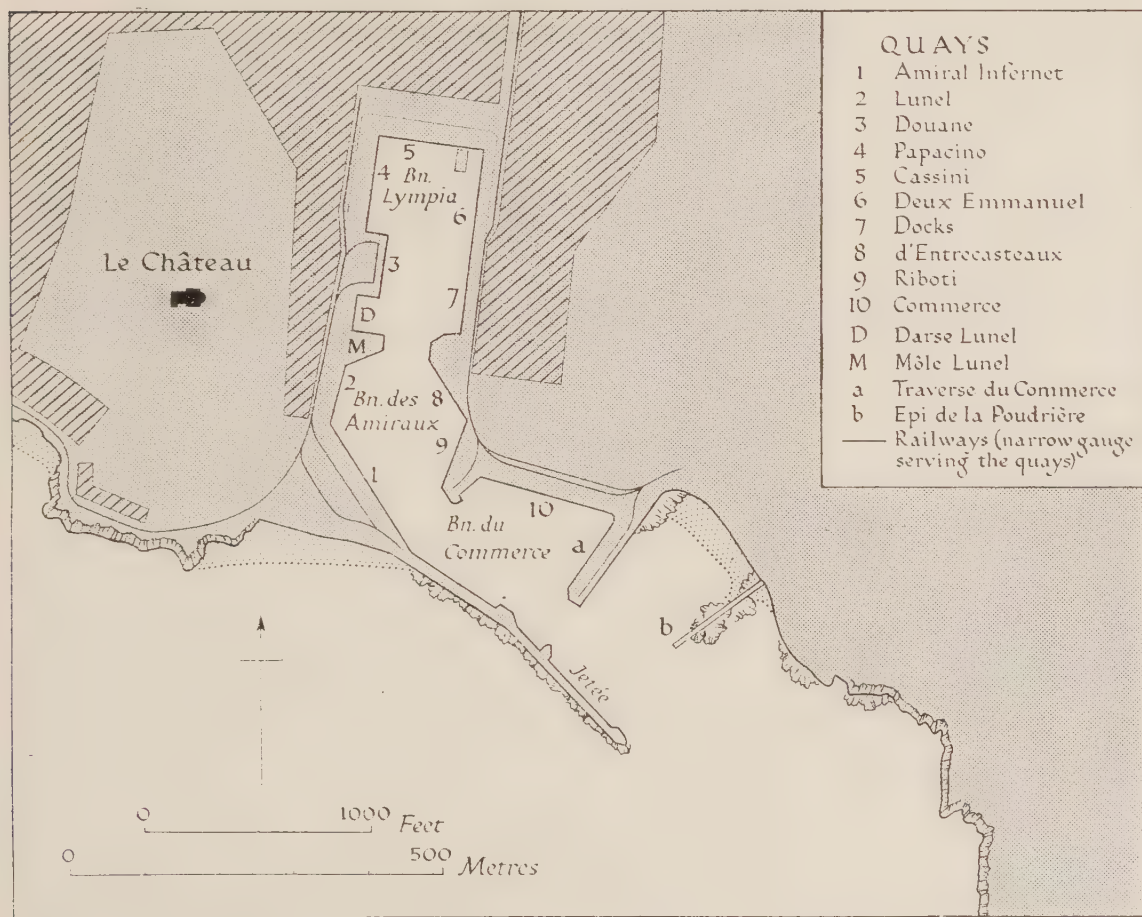 QUAYS
1 Amiral Infernet
2 Lunel
3 Douane
4 Papacino
5 Cassini
6 Deux Emmanuel
7 Docks
8 d'Entrecasteaux
9 Riboti
10 Commerce
D Darse Lunel
M Môle Lunel
a Traverse du Commerce
b Epi de la Poudrière
Railways (narrow gauge
serving the quays)
5
4 Bn.
Lympia
6
Le Château
3
7
D
M
2
Bn. des
8
Amiraux
9
1
10
Bn. du
Commerce
a
b
Jetée
0 1000 Feet
0 500 Metres